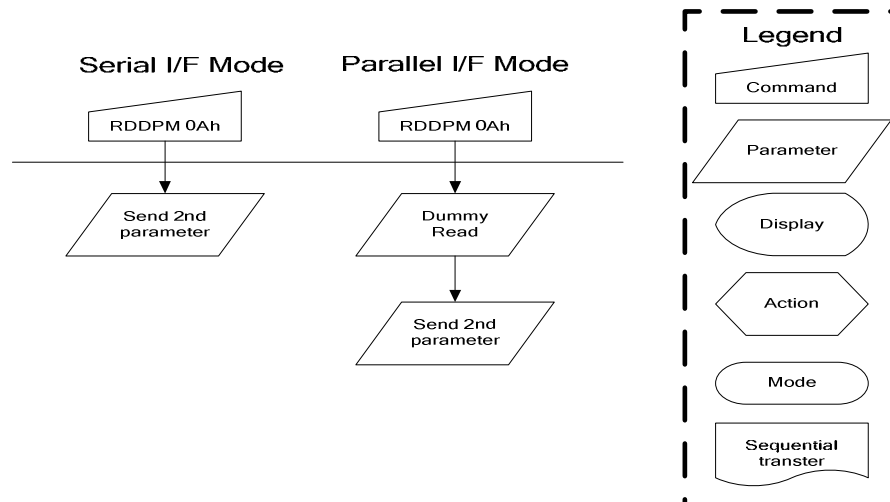 Serial I/F Mode
Parallel I/F Mode
RDDPM 0Ah
RDDPM 0Ah
Send 2nd
parameter
Dummy
Read
Send 2nd
parameter
Legend
Command
Parameter
Display
Action
Mode
Sequential
transter